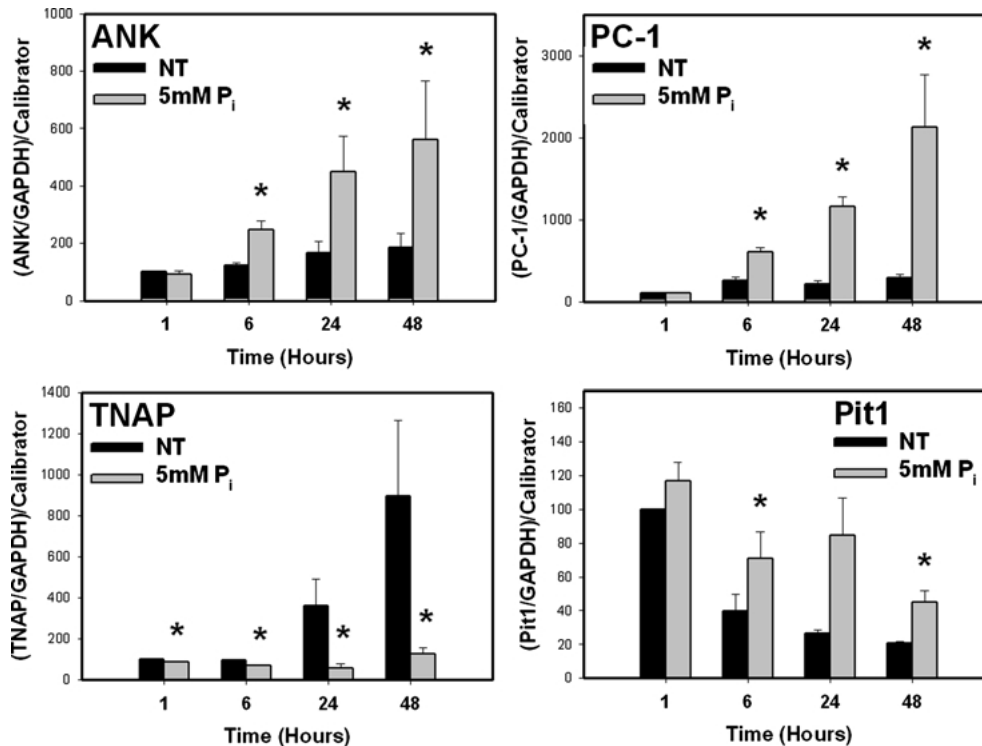 ANK
NT
5mM Pi
(ANK/GAPDH)/Calibrator
1000
800
600
400
200
0
* * *
1 6 24 48
Time (Hours)
PC-1
NT
5mM Pi
(PC-1/GAPDH)/Calibrator
3000
2000
1000
0
* * *
1 6 24 48
Time (Hours)
TNAP
NT
5mM Pi
(TNAP/GAPDH)/Calibrator
1400
1200
1000
800
600
400
200
0
* * * *
1 6 24 48
Time (Hours)
Pit1
NT
5mM Pi
(Pit1/GAPDH)/Calibrator
160
140
120
100
80
60
40
20
0
* *
1 6 24 48
Time (Hours)